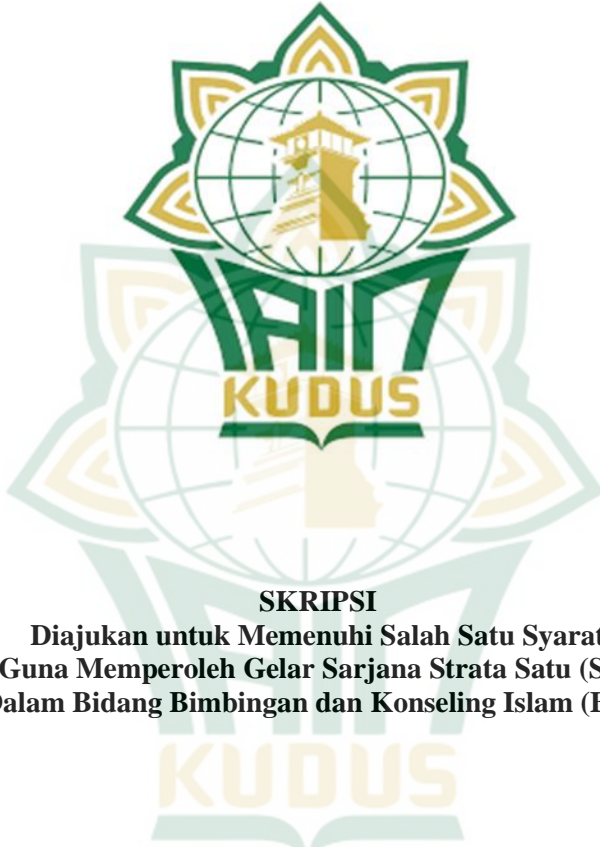 IAIN
KUDUS
SKRIPSI
Diajukan untuk Memenuhi Salah Satu Syarat
Guna Memperoleh Gelar Sarjana Strata Satu (S
Dalam Bidang Bimbingan dan Konseling Islam (
KUDUS